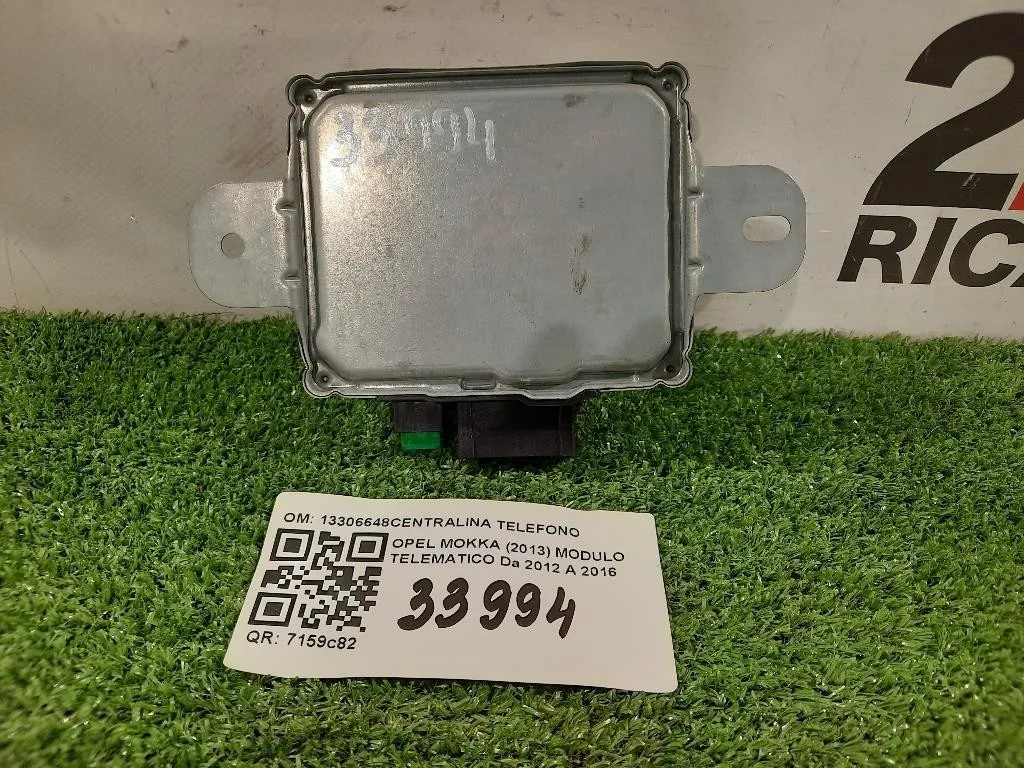 33994
2
RIC
OM: 13306648CENTRALINA TELEFONO
OPEL MOKKA (2013) MODULO
TELEMATICO Da 2012 A 2016
33994
QR: 7159c82